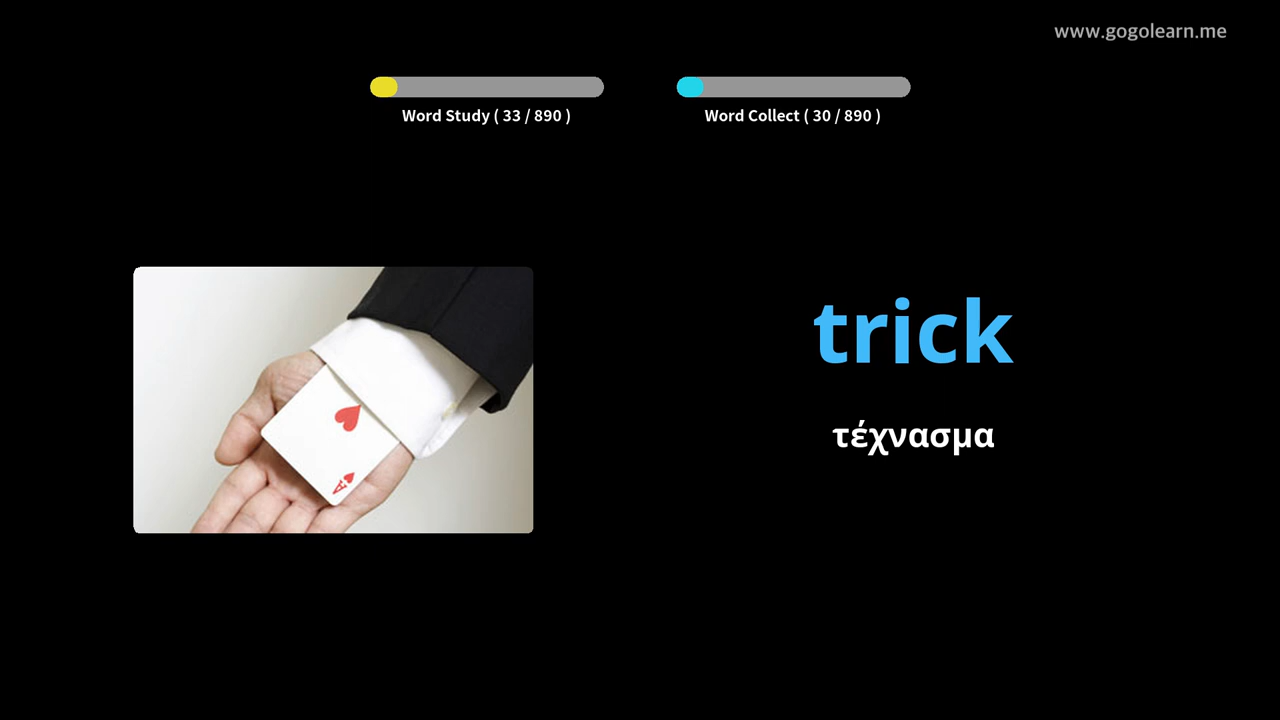 www.gogolearn.me
Word Study ( 33 / 890 )
Word Collect ( 30 / 890 )
A
trick
τέχνασμα